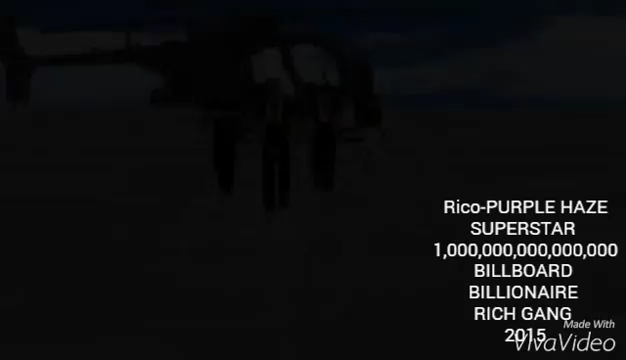 Rico-PURPLE HAZE
SUPERSTAR
1,000,000,000,000,000
BILLBOARD
BILLIONAIRE
RICH GANG
2015
Made With
VivaVideo